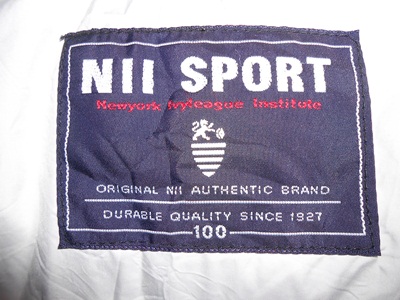 NII SPORT
Newyork Ivyleague Institute
ORIGINAL NII AUTHENTIC BRAND
DURABLE QUALITY SINCE 1927
100